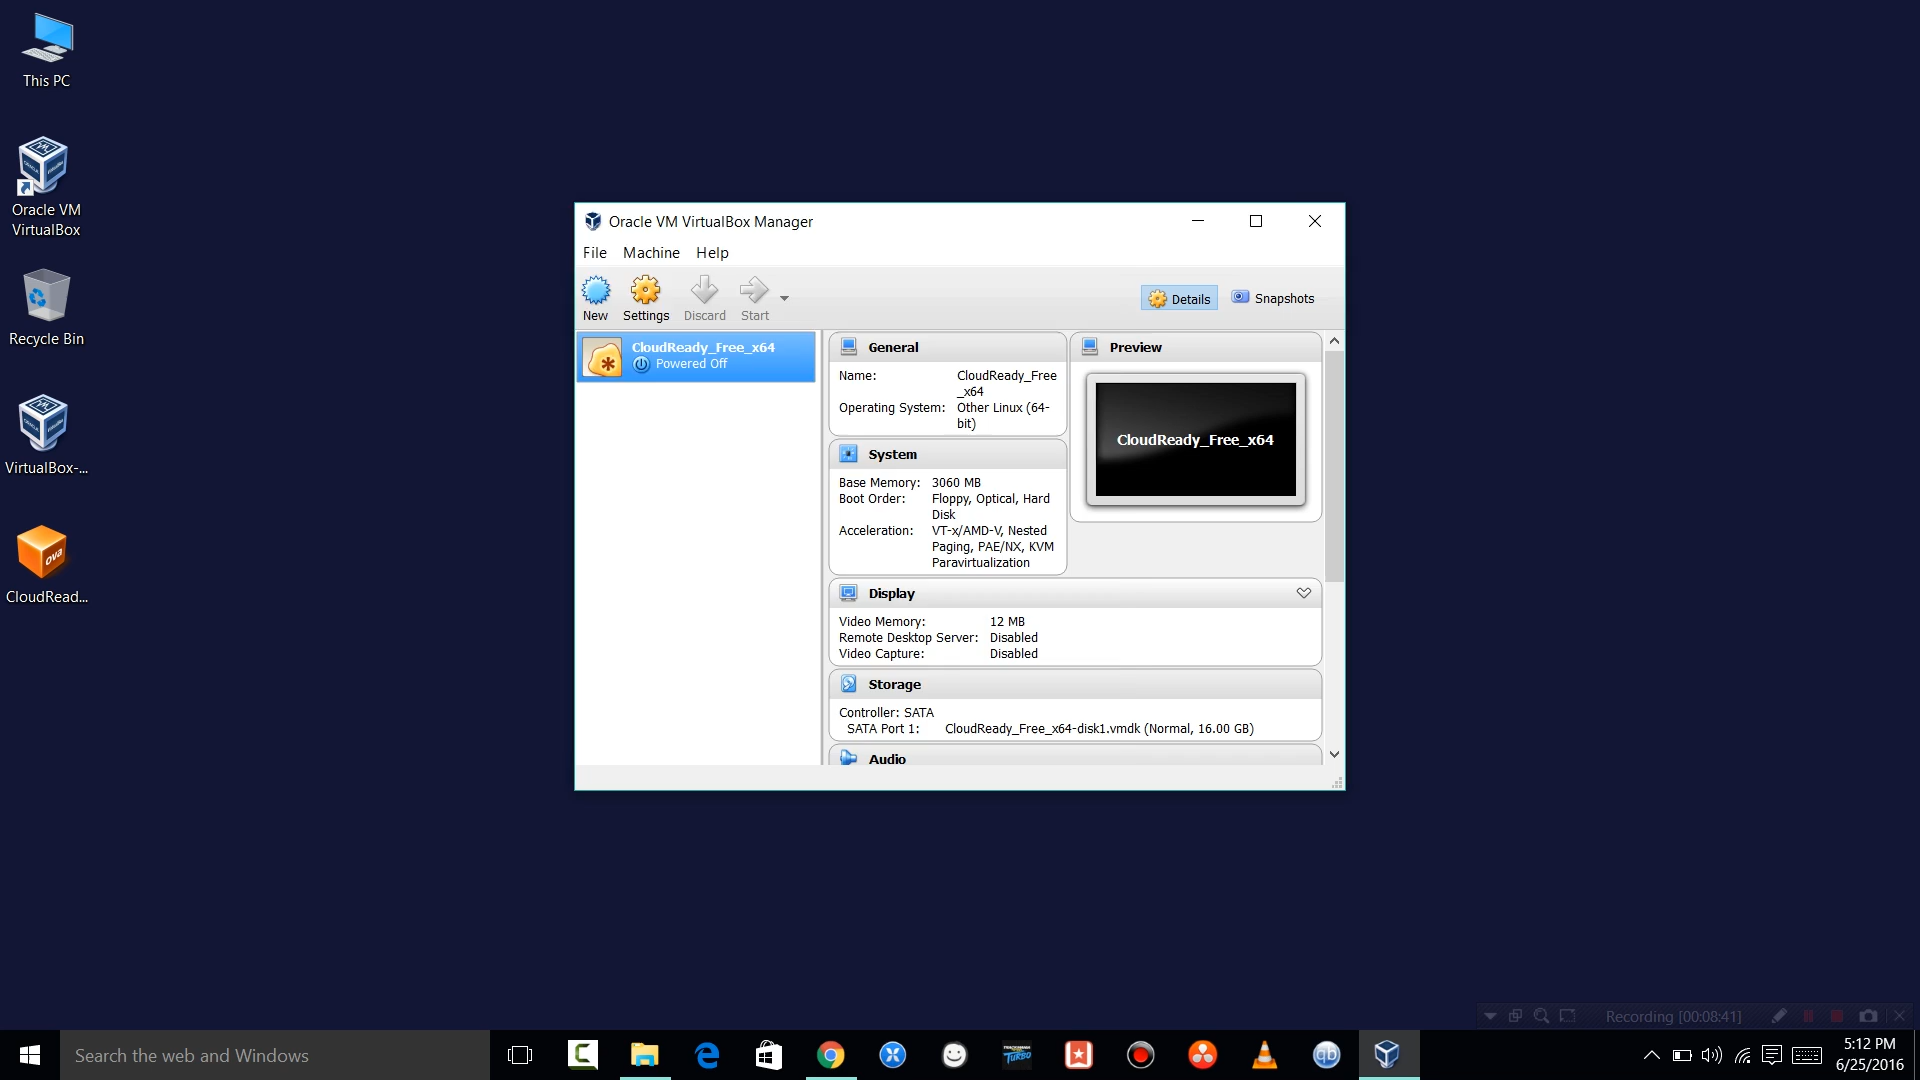 This PC
Oracle VM
VirtualBox
Recycle Bin
VirtualBox-...
ova
CloudRead...
Oracle VM VirtualBox Manager
File Machine Help
New Settings Discard Start
Details Snapshots
CloudReady_Free_x64
Powered Off
General
Name: CloudReady_Free
_x64
Operating System: Other Linux (64-
bit)
System
Base Memory: 3060 MB
Boot Order: Floppy, Optical, Hard
Disk
Acceleration: VT-x/AMD-V, Nested
Paging, PAE/NX, KVM
Paravirtualization
Preview
CloudReady_Free_x64
Display
Video Memory: 12 MB
Remote Desktop Server: Disabled
Video Capture: Disabled
Storage
Controller: SATA
SATA Port 1: CloudReady_Free_x64-disk1.vmdk (Normal, 16.00 GB)
Audio
Recording [00:08:41]
Search the web and Windows
TURBO
qb
5:12 PM
6/25/2016